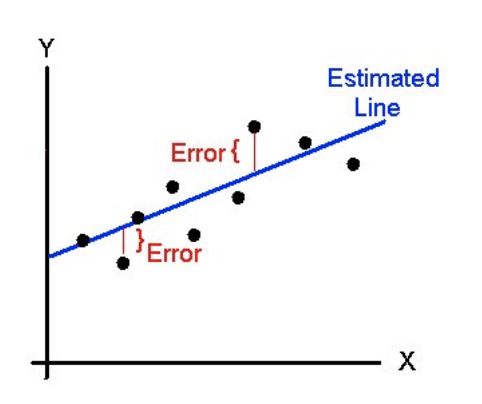 Y
Estimated
Line
Error {
} Error
X